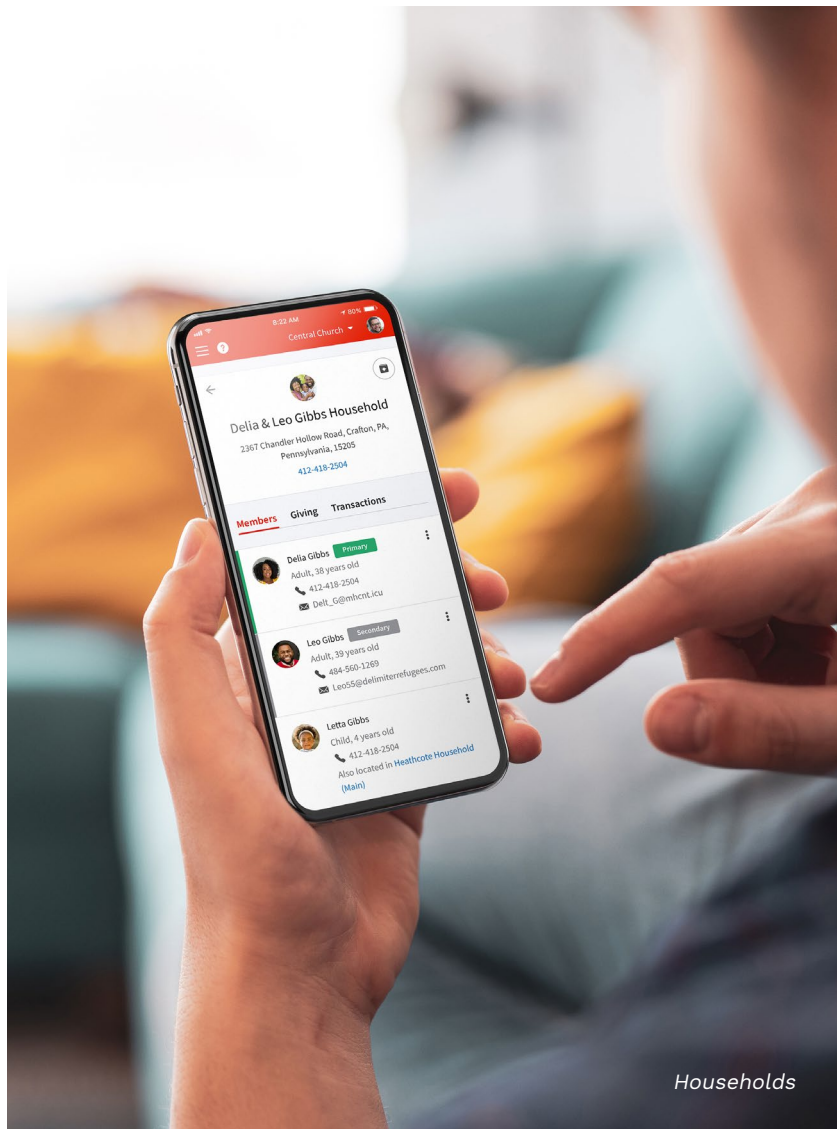 8:22 AM
80%
?
Central Church
Delia & Leo Gibbs Household
2367 Chandler Hollow Road, Crafton, PA,
Pennsylvania, 15205
412-418-2504
Members Giving Transactions
Delia Gibbs Primary
Adult, 38 years old
412-418-2504
Delt_G@mhcnt.icu
Leo Gibbs Secondary
Adult, 39 years old
484-560-1269
Leo55@delimiterrefugees.com
Letta Gibbs
Child, 4 years old
412-418-2504
Also located in Heathcote Household
(Main)
Households